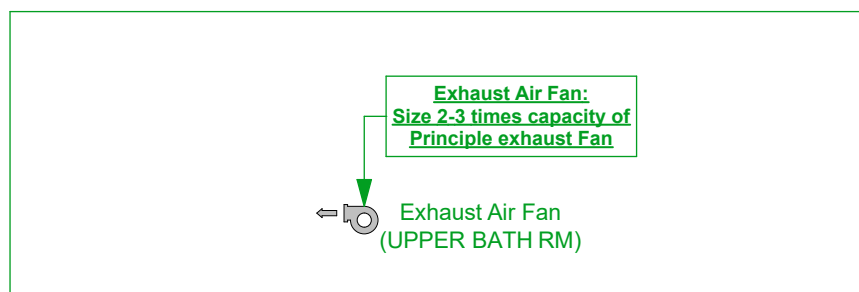 Exhaust Air Fan:
Size 2-3 times capacity of
Principle exhaust Fan
Exhaust Air Fan
(UPPER BATH RM)